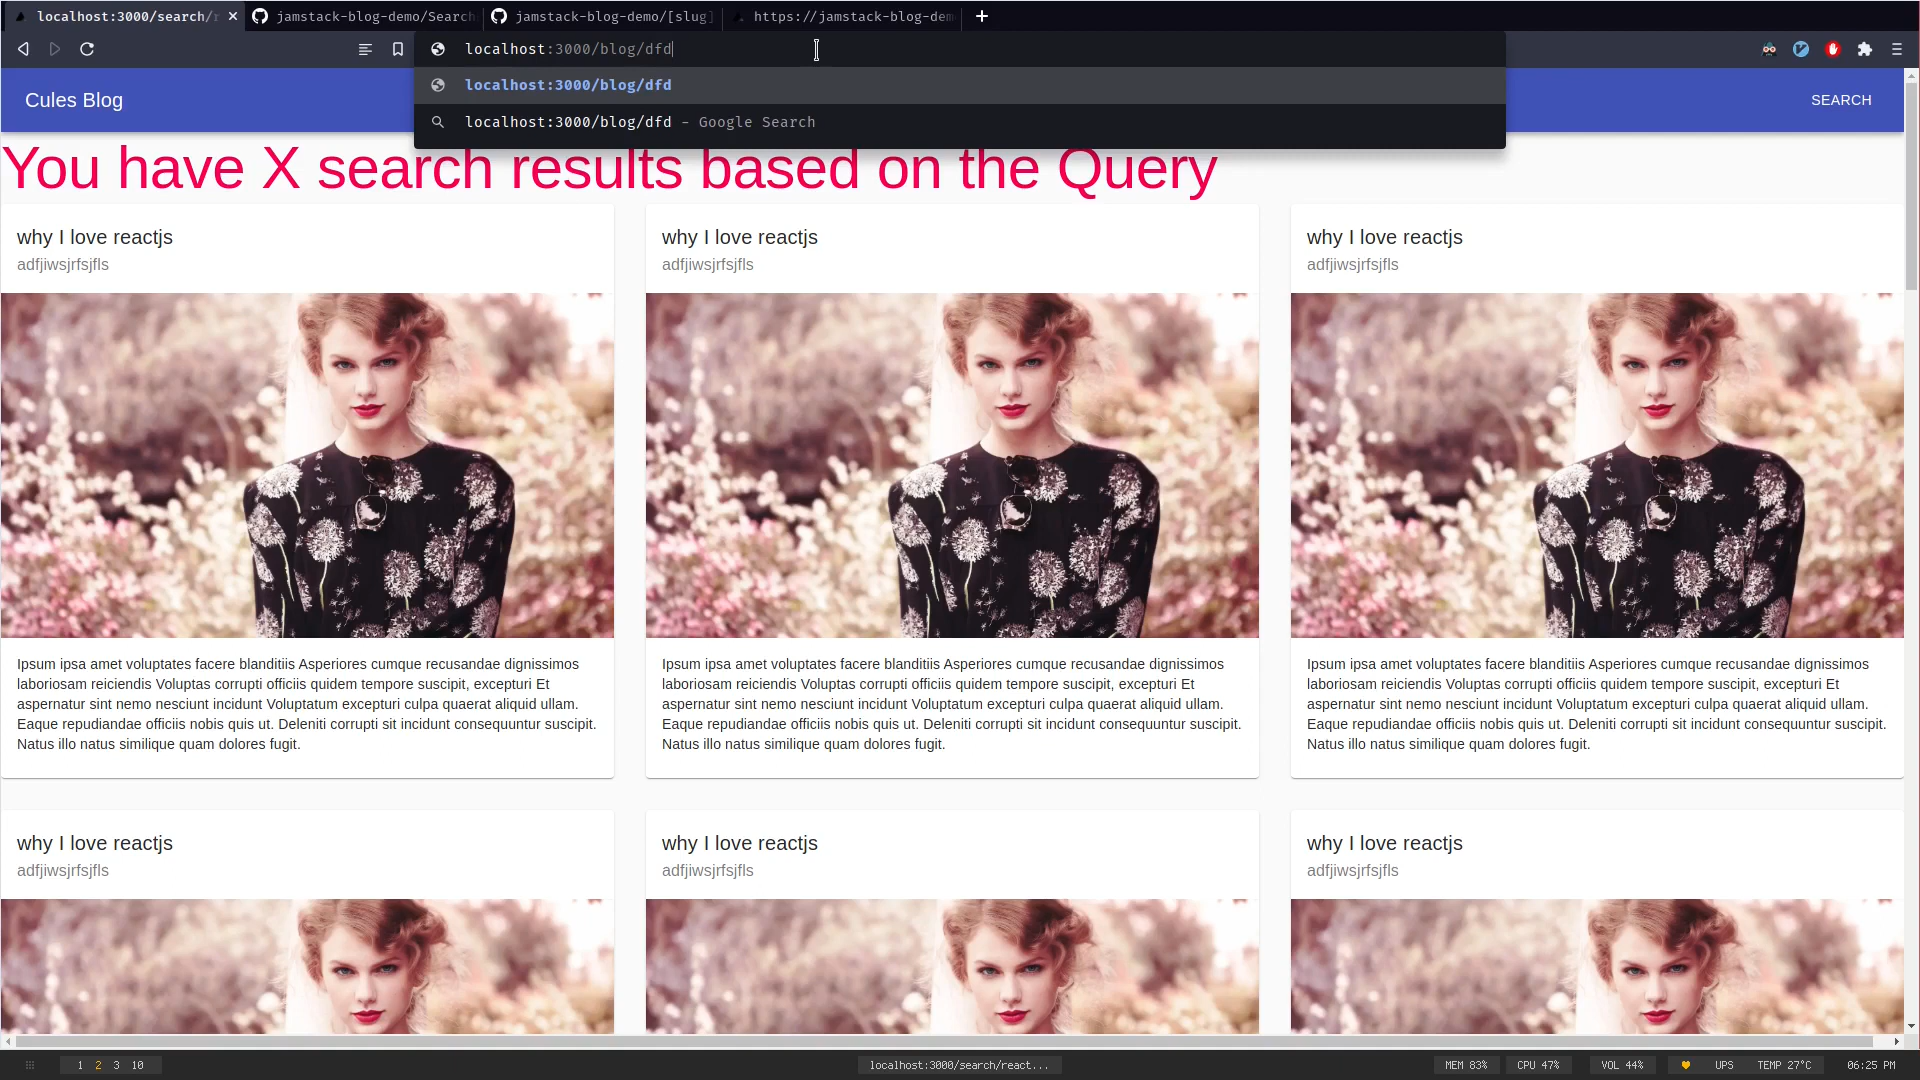 localhost:3000/search/r
jamstack-blog-demo/Search
jamstack-blog-demo/[slug]
https://jamstack-blog-dem
localhost:3000/blog/dfd
localhost:3000/blog/dfd
localhost:3000/blog/dfd - Google Search
Cules Blog
SEARCH
You have X search results based on the Query
why I love reactjs
adfjiwsjrfsjfls
Ipsum ipsa amet voluptates facere blanditiis Asperiores cumque recusandae dignissimos
laboriosam reiciendis Voluptas corrupti officiis quidem tempore suscipit, excepturi Et
aspernatur sint nemo nesciunt incidunt Voluptatum excepturi culpa quaerat aliquid ullam.
Eaque repudiandae officiis nobis quis ut. Deleniti corrupti sit incidunt consequuntur suscipit.
Natus illo natus similique quam dolores fugit.
why I love reactjs
adfjiwsjrfsjfls
Ipsum ipsa amet voluptates facere blanditiis Asperiores cumque recusandae dignissimos
laboriosam reiciendis Voluptas corrupti officiis quidem tempore suscipit, excepturi Et
aspernatur sint nemo nesciunt incidunt Voluptatum excepturi culpa quaerat aliquid ullam.
Eaque repudiandae officiis nobis quis ut. Deleniti corrupti sit incidunt consequuntur suscipit.
Natus illo natus similique quam dolores fugit.
why I love reactjs
adfjiwsjrfsjfls
Ipsum ipsa amet voluptates facere blanditiis Asperiores cumque recusandae dignissimos
laboriosam reiciendis Voluptas corrupti officiis quidem tempore suscipit, excepturi Et
aspernatur sint nemo nesciunt incidunt Voluptatum excepturi culpa quaerat aliquid ullam.
Eaque repudiandae officiis nobis quis ut. Deleniti corrupti sit incidunt consequuntur suscipit.
Natus illo natus similique quam dolores fugit.
why I love reactjs
adfjiwsjrfsjfls
why I love reactjs
adfjiwsjrfsjfls
why I love reactjs
adfjiwsjrfsjfls
1 2 3 10
localhost:3000/search/react...
MEM 83%
CPU 47%
VOL 44%
UPS
TEMP 27°C
06:25 PM